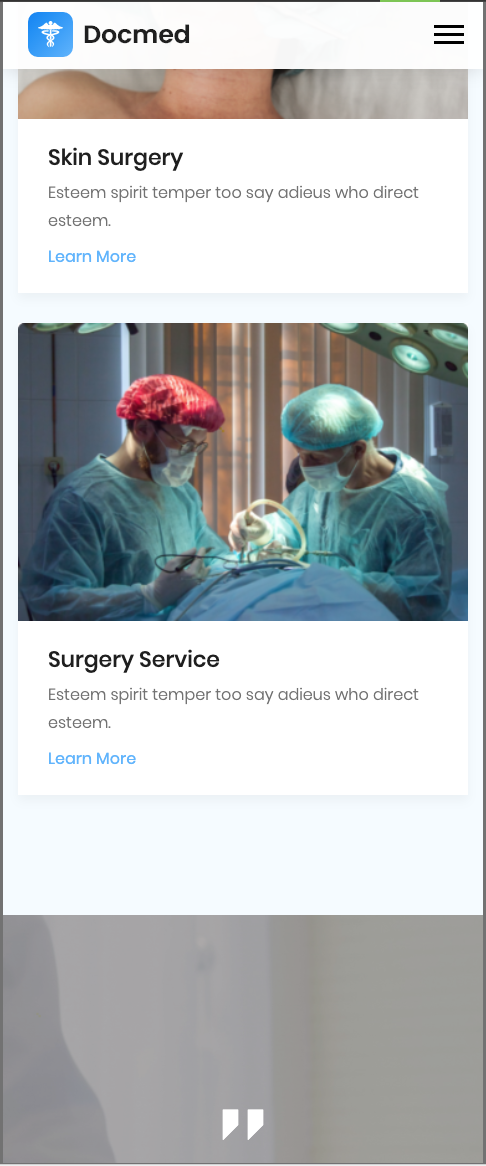 Docmed
Skin Surgery
Esteem spirit temper too say adieus who direct
esteem.
Learn More
Surgery Service
Esteem spirit temper too say adieus who direct
esteem.
Learn More